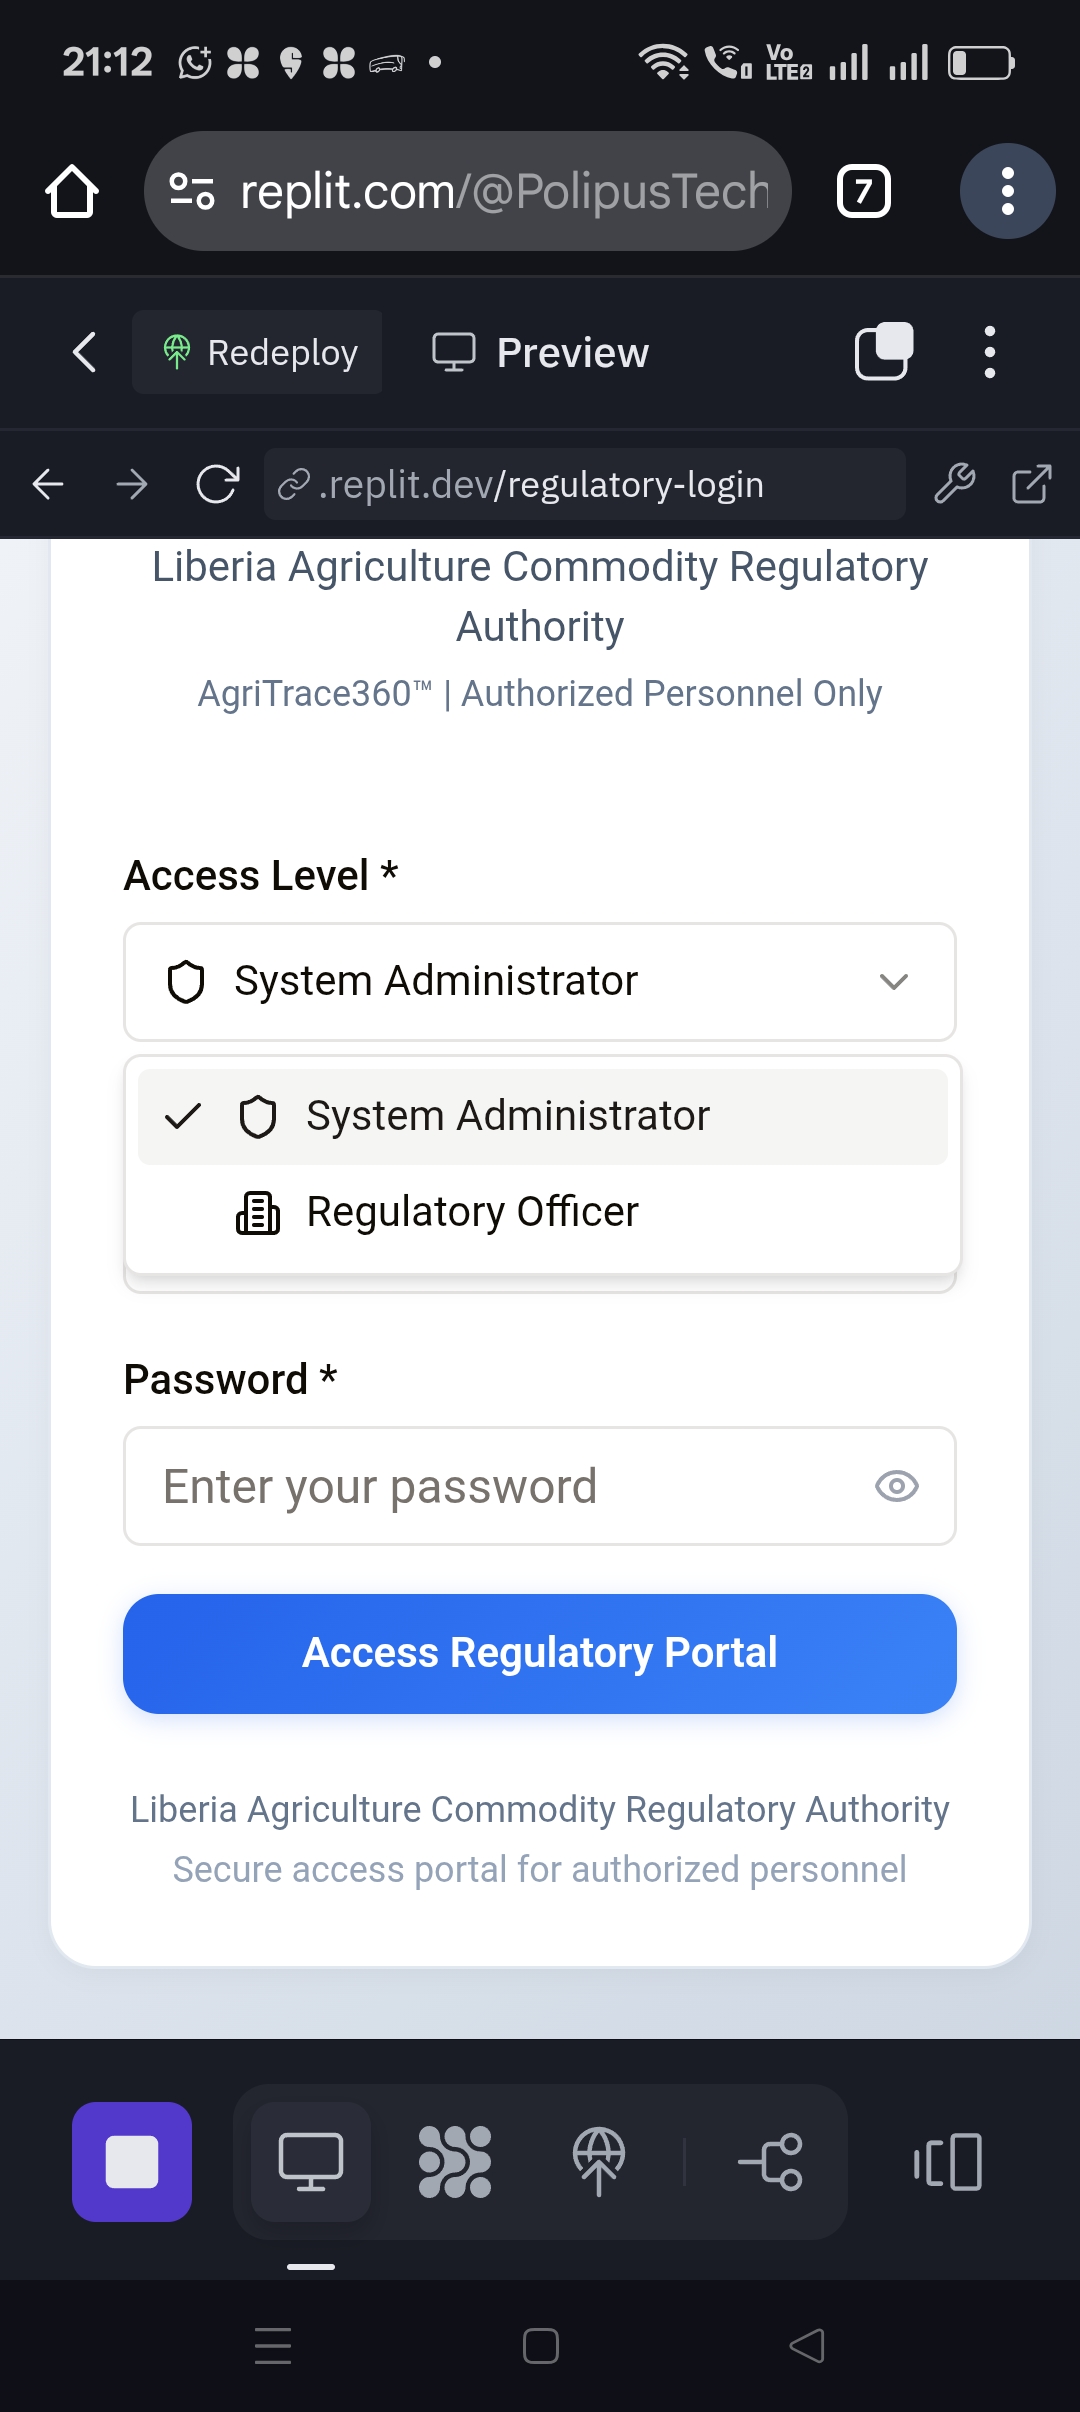 21:12
Vo
LTE2
replit.com/@PolipusTech
7
Redeploy
Preview
.replit.dev/regulatory-login
Liberia Agriculture Commodity Regulatory
Authority
AgriTrace360™ | Authorized Personnel Only
Access Level *
System Administrator
System Administrator
Regulatory Officer
Password *
Enter your password
Access Regulatory Portal
Liberia Agriculture Commodity Regulatory Authority
Secure access portal for authorized personnel